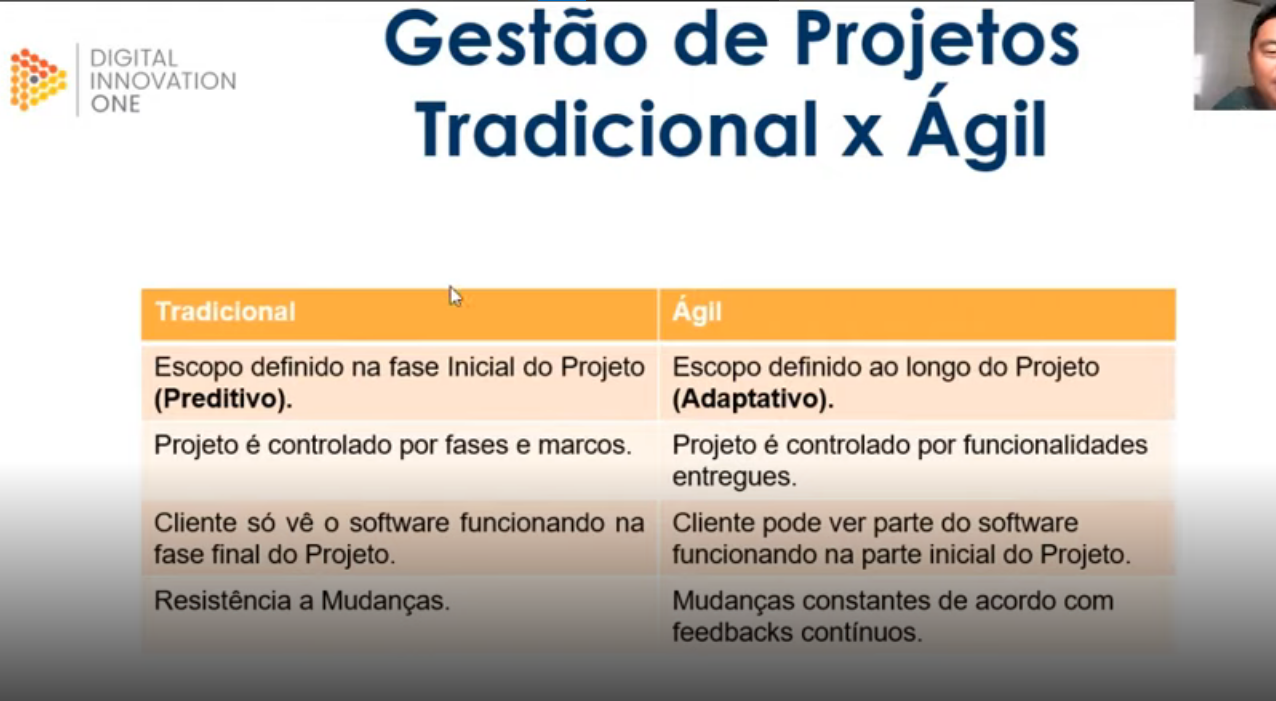 Gestão de Projetos
Tradicional x Ágil
DIGITAL
INNOVATION
ONE
Tradicional
Ágil
Escopo definido na fase Inicial do Projeto
(Preditivo).
Escopo definido ao longo do Projeto
(Adaptativo).
Projeto é controlado por fases e marcos.
Projeto é controlado por funcionalidades
entregues.
Cliente só vê o software funcionando na
fase final do Projeto.
Cliente pode ver parte do software
funcionando na parte inicial do Projeto.
Resistência a Mudanças.
Mudanças constantes de acordo com
feedbacks contínuos.